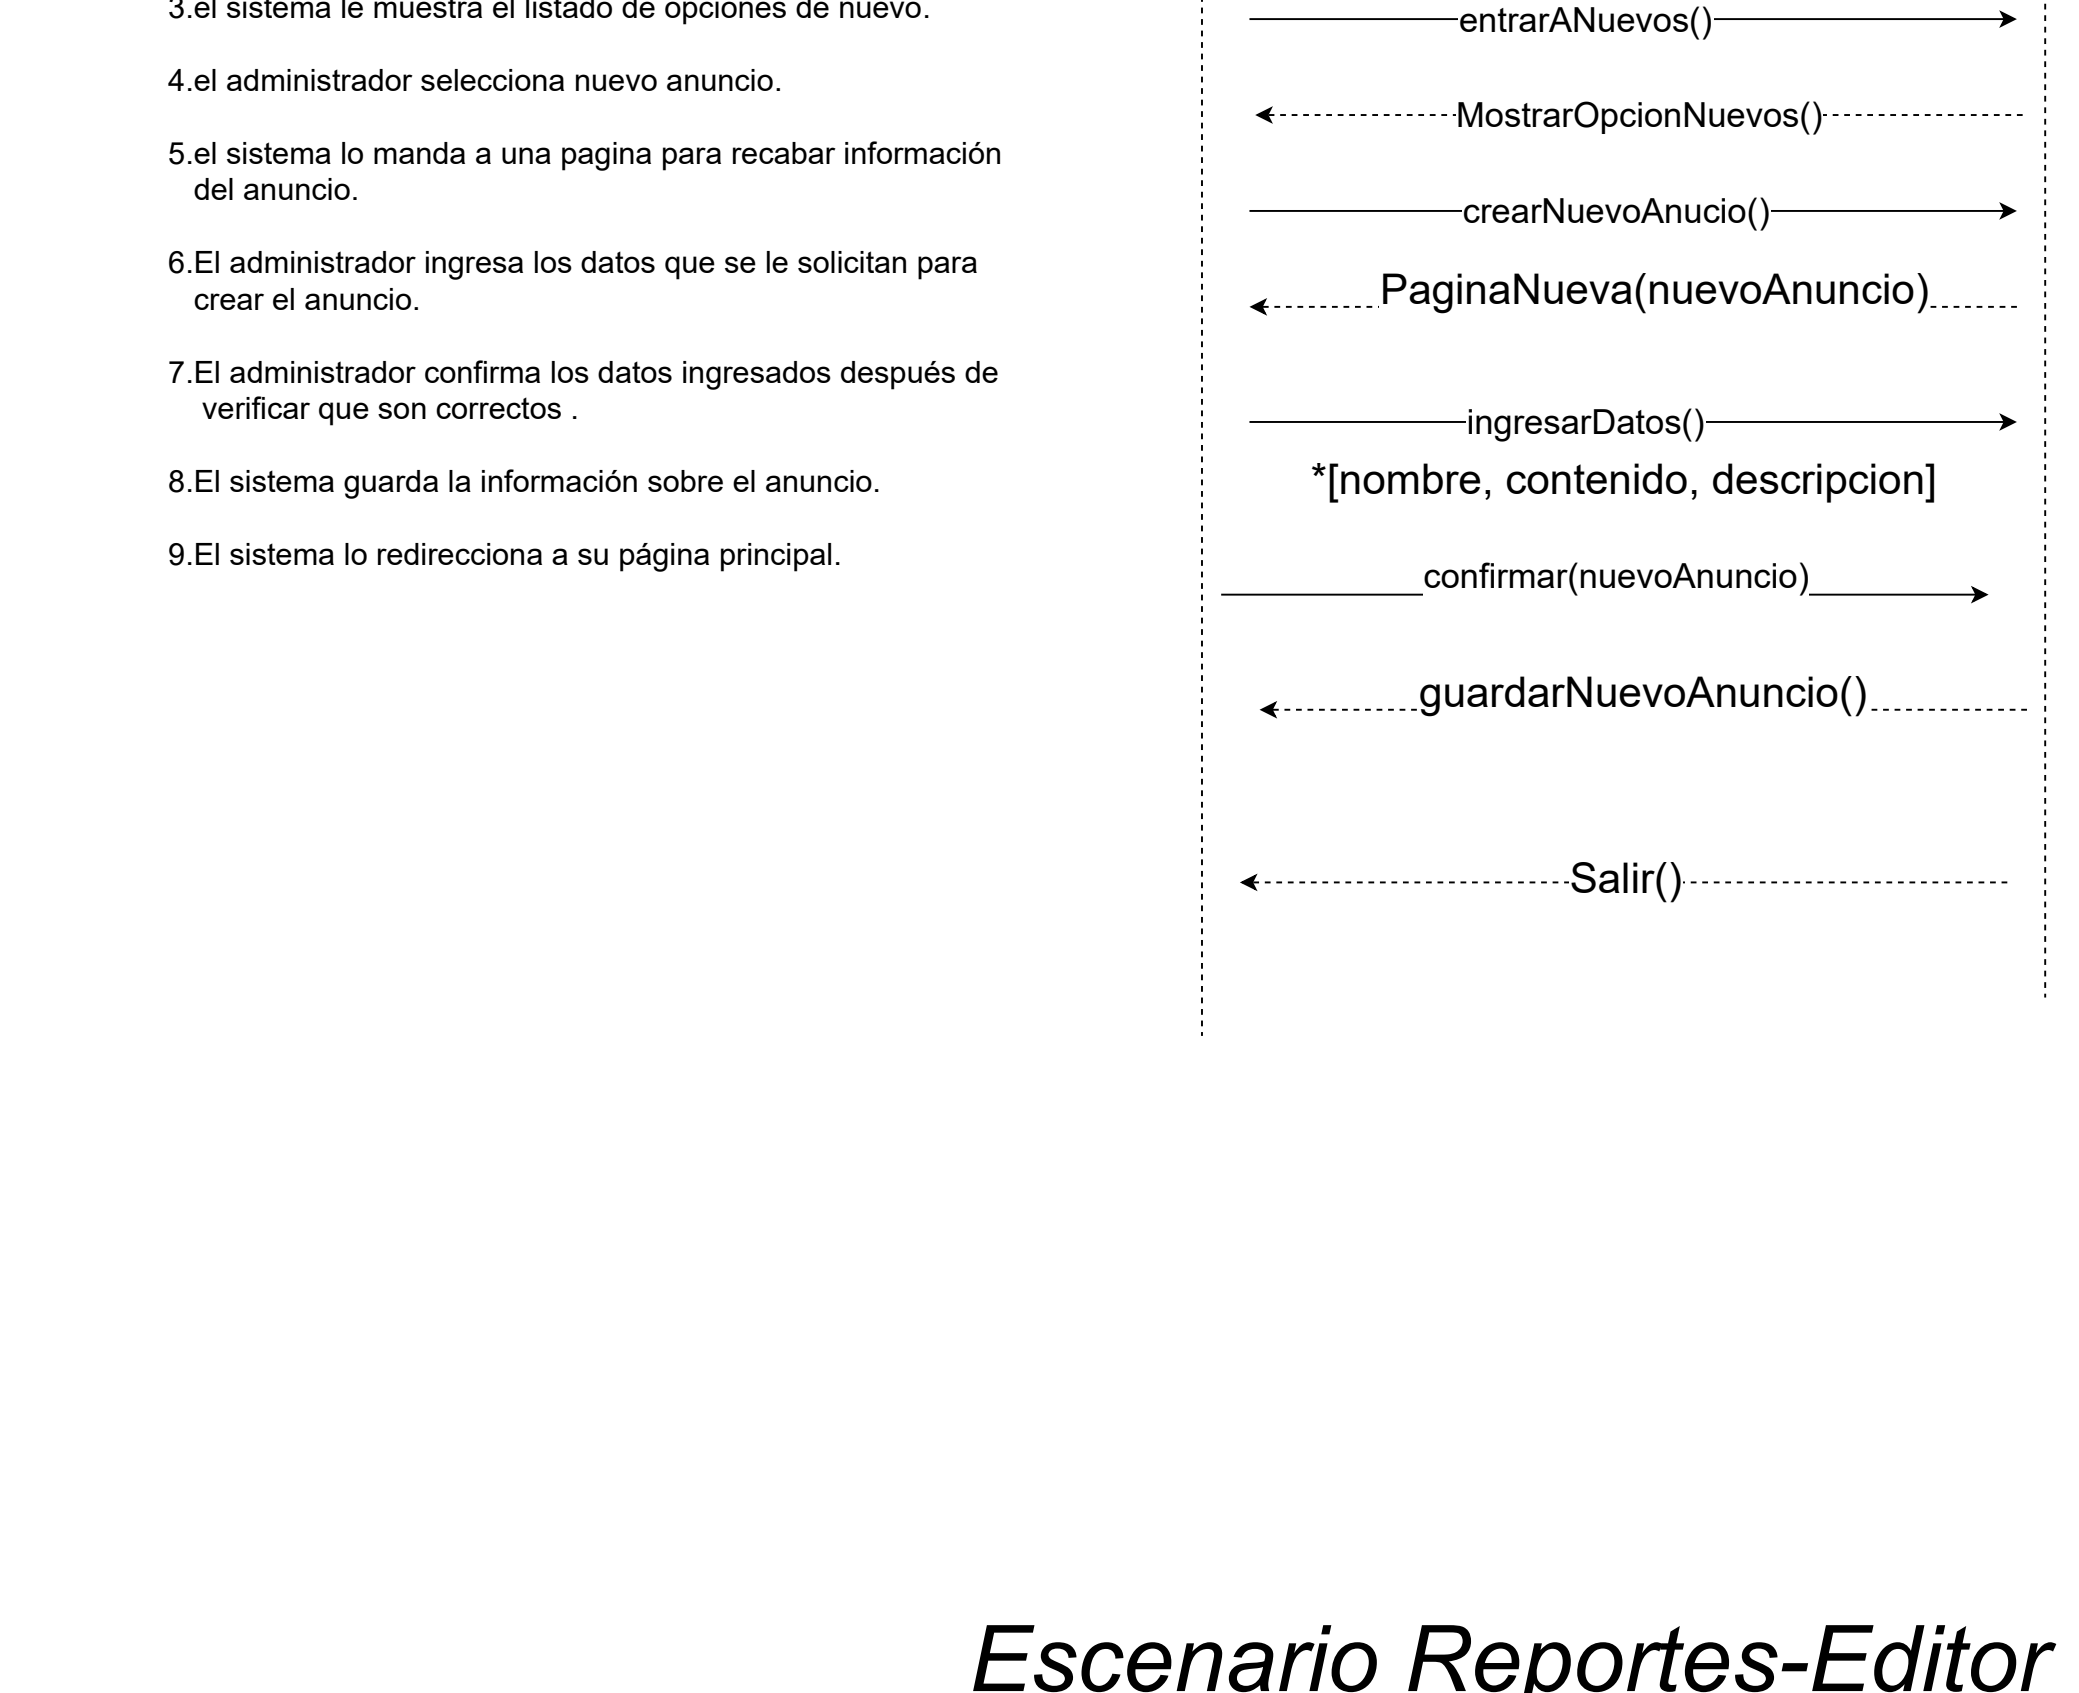 3.el sistema le muestra el listado de opciones de nuevo.
4.el administrador selecciona nuevo anuncio.
5.el sistema lo manda a una pagina para recabar información
del anuncio.
6.El administrador ingresa los datos que se le solicitan para
crear el anuncio.
7.El administrador confirma los datos ingresados después de
verificar que son correctos .
8.El sistema guarda la información sobre el anuncio.
9.El sistema lo redirecciona a su página principal.
entrarANuevos()
MostrarOpcionNuevos()
crearNuevoAnucio()
PaginaNueva(nuevoAnuncio)
ingresarDatos()
*[nombre, contenido, descripcion]
confirmar(nuevoAnuncio)
guardarNuevoAnuncio()
Salir()
Escenario Reportes-Editor